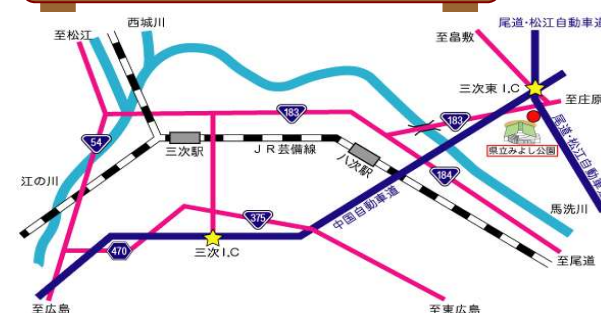 西城川
尾道・松江自動車道
至松江
至畠敷
三次東 I.C
至庄原
183
183
54
三次駅
JR芸備線
県立みよし公園
八次駅
184
尾道・松江自動車道
江の川
馬洗川
375
中国自動車道
470
三次I.C
至尾道
至広島
至東広島